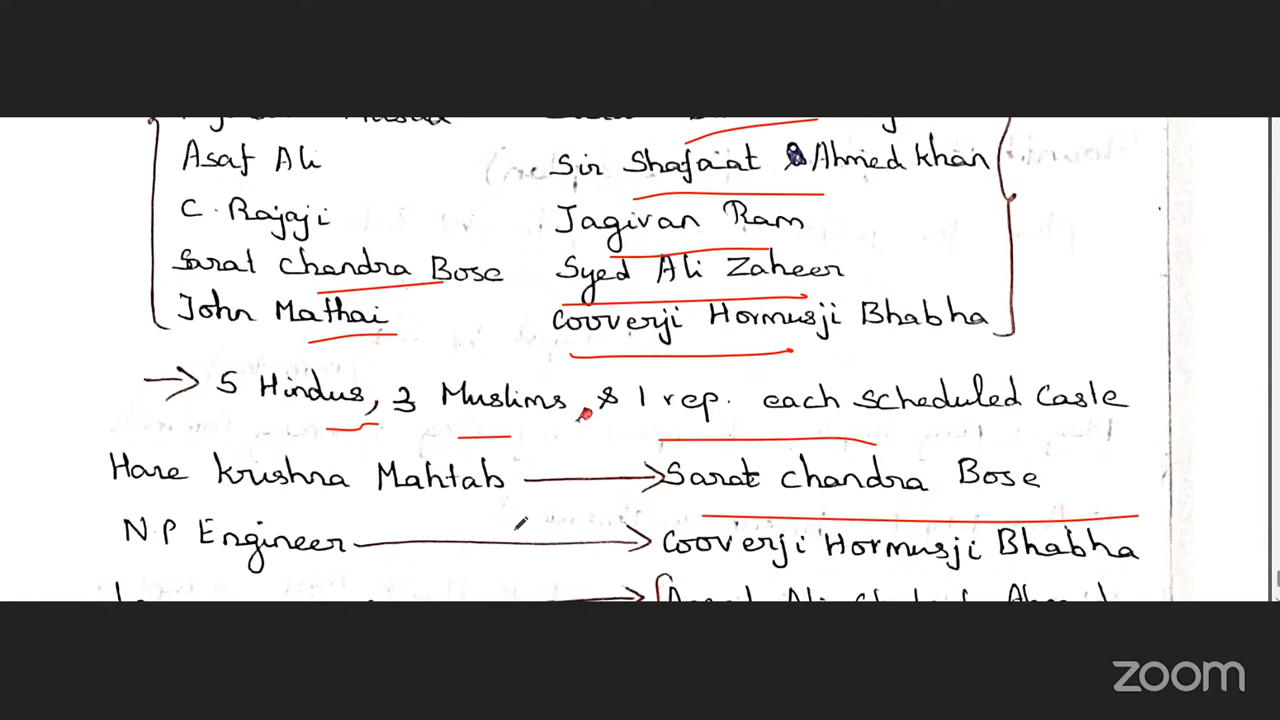 Asaf Ali Sir Shafaat Ahmed Khan
C. Rajaji Jagivan Ram
Sarat Chandra Bose Syed Ali Zaheer
John Mathai Cooverji Hormusji Bhabha
→ 5 Hindus, 3 Muslims, & 1 rep. each scheduled Caste
Hare Krishna Mahtab → Sarat Chandra Bose
N.P Engineer → Cooverji Hormusji Bhabha
zoom